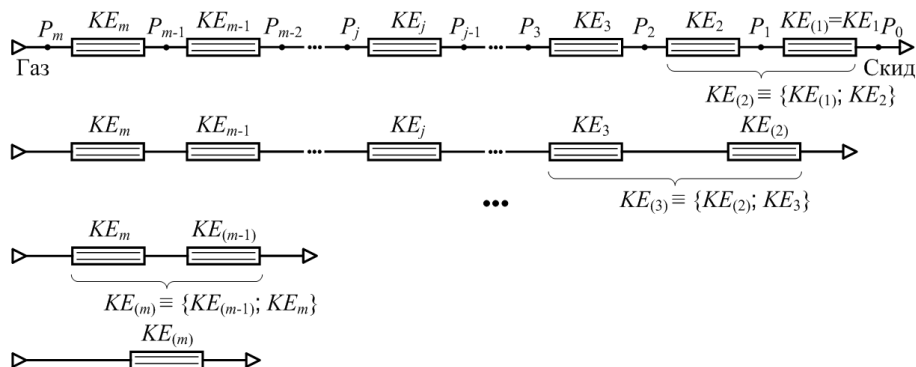 P_m KE_m P_{m-1} KE_{m-1} P_{m-2} ... P_j KE_j P_{j-1} ... P_3 KE_3 P_2 KE_2 P_1 KE_{(1)}=KE_1 P_0
Газ Скид
KE_{(2)} ≡ {KE_{(1)}; KE_2}
KE_m KE_{m-1} ... KE_j ... KE_3 KE_{(2)}
KE_{(3)} ≡ {KE_{(2)}; KE_3}
...
KE_m KE_{(m-1)}
KE_{(m)} ≡ {KE_{(m-1)}; KE_m}
KE_{(m)}